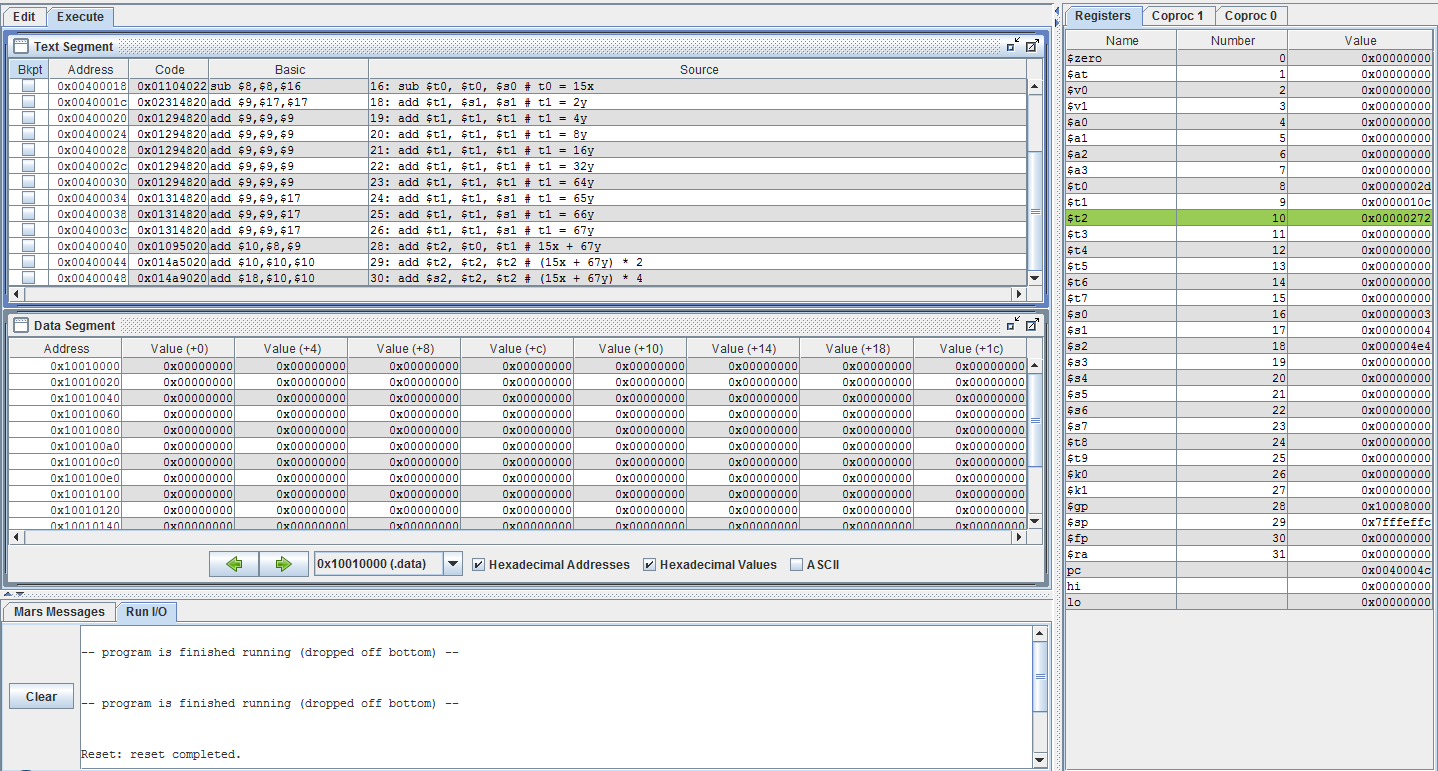 Edit Execute
Text Segment
Bkpt Address Code Basic Source
0x00400018 0x01104022 sub $8,$8,$16 16: sub $t0, $t0, $s0 # t0 = 15x
0x0040001c 0x02314820 add $9,$17,$17 18: add $t1, $s1, $s1 # t1 = 2y
0x00400020 0x01294820 add $9,$9,$9 19: add $t1, $t1, $t1 # t1 = 4y
0x00400024 0x01294820 add $9,$9,$9 20: add $t1, $t1, $t1 # t1 = 8y
0x00400028 0x01294820 add $9,$9,$9 21: add $t1, $t1, $t1 # t1 = 16y
0x0040002c 0x01294820 add $9,$9,$9 22: add $t1, $t1, $t1 # t1 = 32y
0x00400030 0x01294820 add $9,$9,$9 23: add $t1, $t1, $t1 # t1 = 64y
0x00400034 0x01314820 add $9,$9,$17 24: add $t1, $t1, $s1 # t1 = 65y
0x00400038 0x01314820 add $9,$9,$17 25: add $t1, $t1, $s1 # t1 = 66y
0x0040003c 0x01314820 add $9,$9,$17 26: add $t1, $t1, $s1 # t1 = 67y
0x00400040 0x01095020 add $10,$8,$9 28: add $t2, $t0, $t1 # 15x + 67y
0x00400044 0x014a5020 add $10,$10,$10 29: add $t2, $t2, $t2 # (15x + 67y) * 2
0x00400048 0x014a9020 add $18,$10,$10 30: add $s2, $t2, $t2 # (15x + 67y) * 4
Data Segment
Address Value (+0) Value (+4) Value (+8) Value (+c) Value (+10) Value (+14) Value (+18) Value (+1c)
0x10010000 0x00000000 0x00000000 0x00000000 0x00000000 0x00000000 0x00000000 0x00000000 0x00000000
0x10010020 0x00000000 0x00000000 0x00000000 0x00000000 0x00000000 0x00000000 0x00000000 0x00000000
0x10010040 0x00000000 0x00000000 0x00000000 0x00000000 0x00000000 0x00000000 0x00000000 0x00000000
0x10010060 0x00000000 0x00000000 0x00000000 0x00000000 0x00000000 0x00000000 0x00000000 0x00000000
0x10010080 0x00000000 0x00000000 0x00000000 0x00000000 0x00000000 0x00000000 0x00000000 0x00000000
0x100100a0 0x00000000 0x00000000 0x00000000 0x00000000 0x00000000 0x00000000 0x00000000 0x00000000
0x100100c0 0x00000000 0x00000000 0x00000000 0x00000000 0x00000000 0x00000000 0x00000000 0x00000000
0x100100e0 0x00000000 0x00000000 0x00000000 0x00000000 0x00000000 0x00000000 0x00000000 0x00000000
0x10010100 0x00000000 0x00000000 0x00000000 0x00000000 0x00000000 0x00000000 0x00000000 0x00000000
0x10010120 0x00000000 0x00000000 0x00000000 0x00000000 0x00000000 0x00000000 0x00000000 0x00000000
0x10010140 0x00000000 0x00000000 0x00000000 0x00000000 0x00000000 0x00000000 0x00000000 0x00000000
0x10010000 (.data) Hexadecimal Addresses Hexadecimal Values ASCII
Mars Messages Run I/O
-- program is finished running (dropped off bottom) --
Clear
-- program is finished running (dropped off bottom) --
Reset: reset completed.
Registers Coproc 1 Coproc 0
Name Number Value
$zero 0 0x00000000
$at 1 0x00000000
$v0 2 0x00000000
$v1 3 0x00000000
$a0 4 0x00000000
$a1 5 0x00000000
$a2 6 0x00000000
$a3 7 0x00000000
$t0 8 0x0000002d
$t1 9 0x0000010c
$t2 10 0x00000272
$t3 11 0x00000000
$t4 12 0x00000000
$t5 13 0x00000000
$t6 14 0x00000000
$t7 15 0x00000000
$s0 16 0x00000003
$s1 17 0x00000004
$s2 18 0x000004e4
$s3 19 0x00000000
$s4 20 0x00000000
$s5 21 0x00000000
$s6 22 0x00000000
$s7 23 0x00000000
$t8 24 0x00000000
$t9 25 0x00000000
$k0 26 0x00000000
$k1 27 0x00000000
$gp 28 0x10008000
$sp 29 0x7fffeffc
$fp 30 0x00000000
$ra 31 0x00000000
pc 0x0040004c
hi 0x00000000
lo 0x00000000